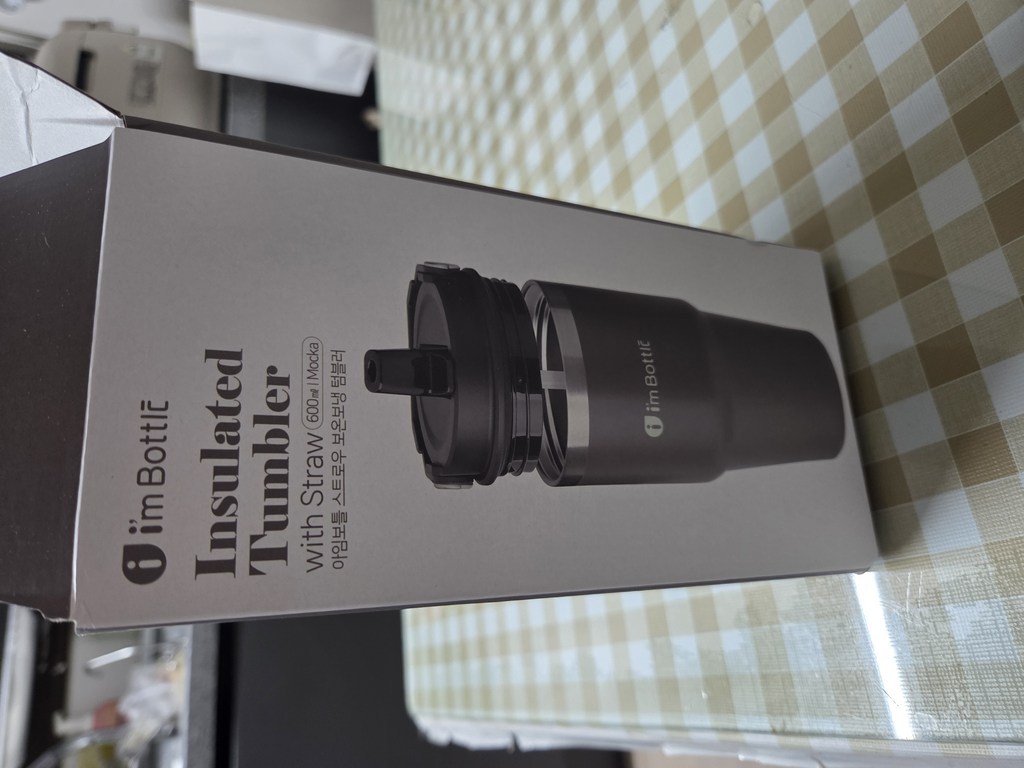 i'm Bottle
Insulated
Tumbler
with Straw 600㎖ | Mocka
아임보틀 스트로우 보온보냉 텀블러
i'm Bottle